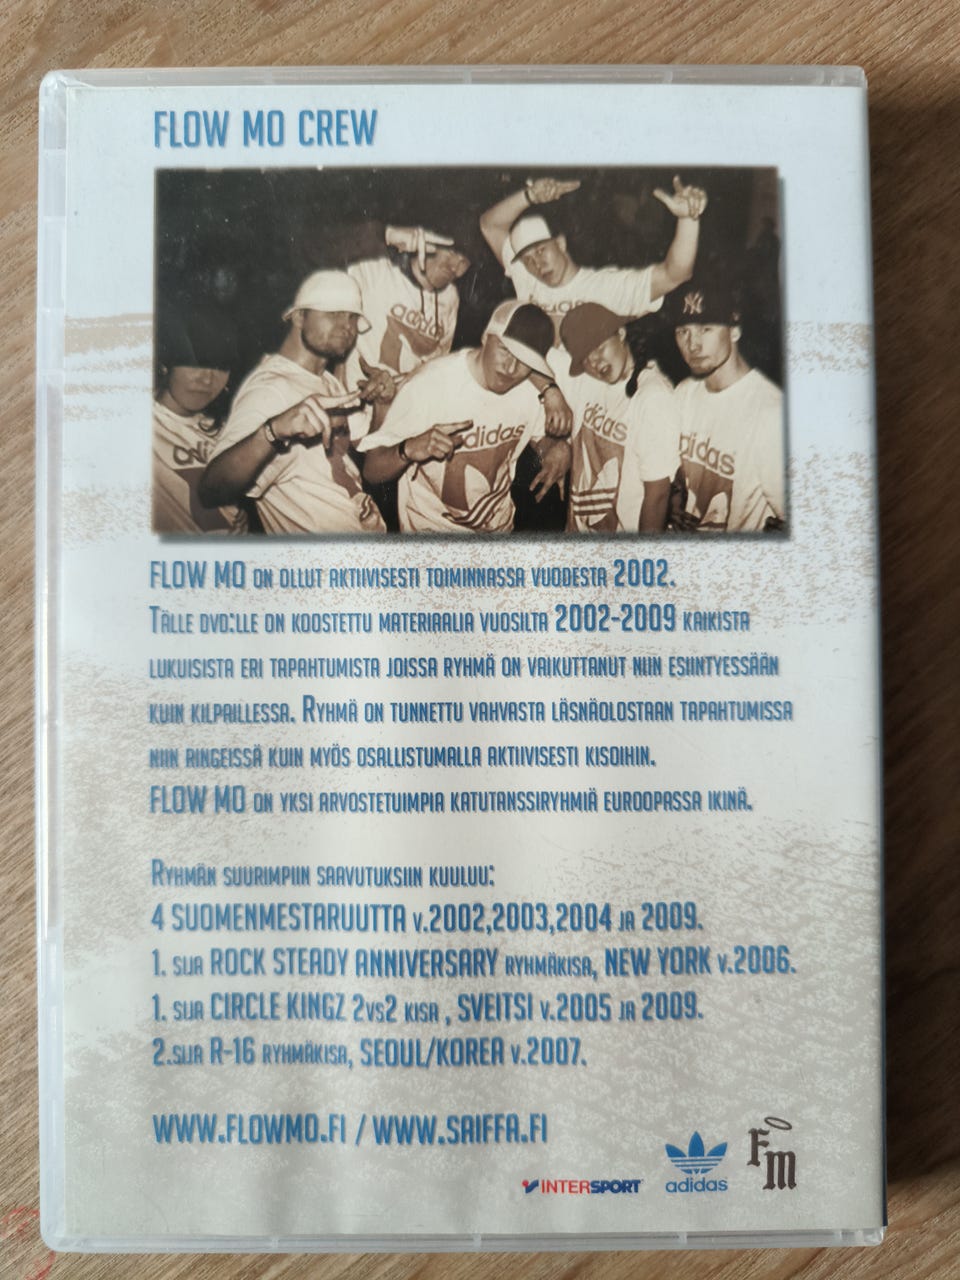 FLOW MO CREW
adidas
adidas
adidas
adidas
NY
FLOW MO ON OLLUT AKTIIVISESTI TOIMINNASSA VUODESTA 2002.
TÄLLE DVD:LLE ON KOOSTETTU MATERIAALIA VUOSILTA 2002-2009 KAIKISTA
LUKUISISTA ERI TAPAHTUMISTA JOISSA RYHMÄ ON VAIKUTTANUT NIIN ESIINTYESSÄÄN
KUIN KILPAILLESSA. RYHMÄ ON TUNNETTU VAHVASTA LÄSNÄOLOSTAAN TAPAHTUMISSA
NIIN RINGEISSÄ KUIN MYÖS OSALLISTUMALLA AKTIIVISESTI KISOIHIN.
FLOW MO ON YKSI ARVOSTETUIMPIA KATUTANSSIRYHMIÄ EUROOPASSA IKINÄ.
RYHMÄN SUURIMPIIN SAAVUTUKSIIN KUULUU:
4 SUOMENMESTARUUTTA V.2002,2003,2004 JA 2009.
1. SIJA ROCK STEADY ANNIVERSARY RYHMÄKISA, NEW YORK V.2006.
1. SIJA CIRCLE KINGZ 2VS2 KISA , SVEITSI V.2005 JA 2009.
2.SIJA R-16 RYHMÄKISA, SEOUL/KOREA V.2007.
WWW.FLOWMO.FI / WWW.SAIFFA.FI
INTERSPORT
adidas
FM